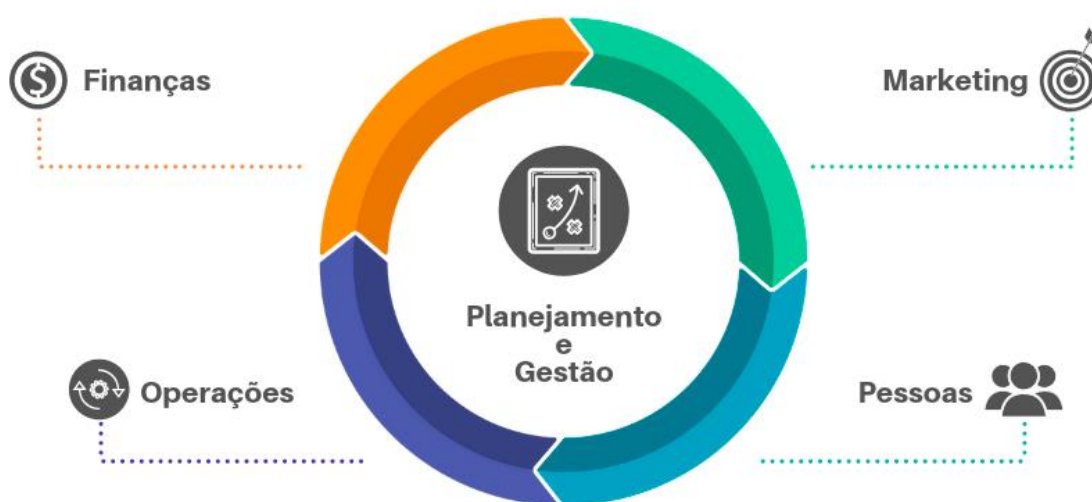 Finanças
Marketing
Planejamento
e
Gestão
Operações
Pessoas